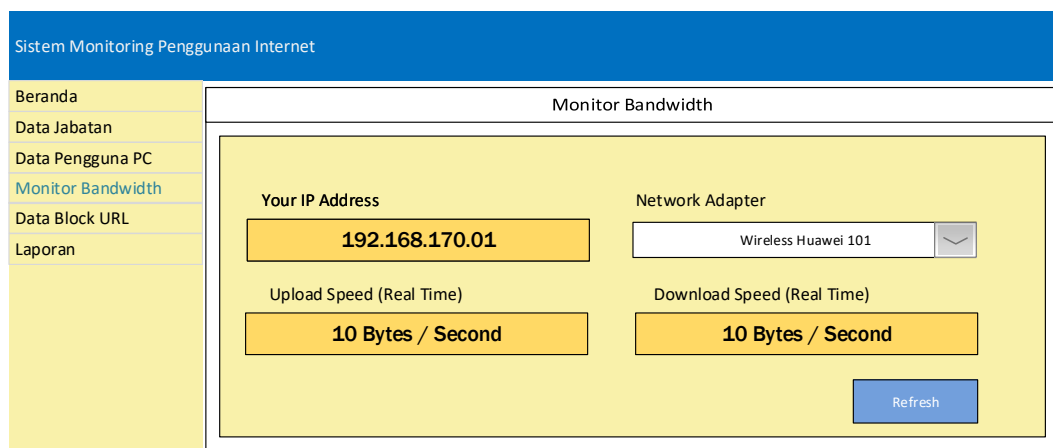 Sistem Monitoring Penggunaan Internet
Beranda
Data Jabatan
Data Pengguna PC
Monitor Bandwidth
Data Block URL
Laporan
Monitor Bandwidth
Your IP Address
192.168.170.01
Network Adapter
Wireless Huawei 101
Upload Speed (Real Time)
10 Bytes / Second
Download Speed (Real Time)
10 Bytes / Second
Refresh